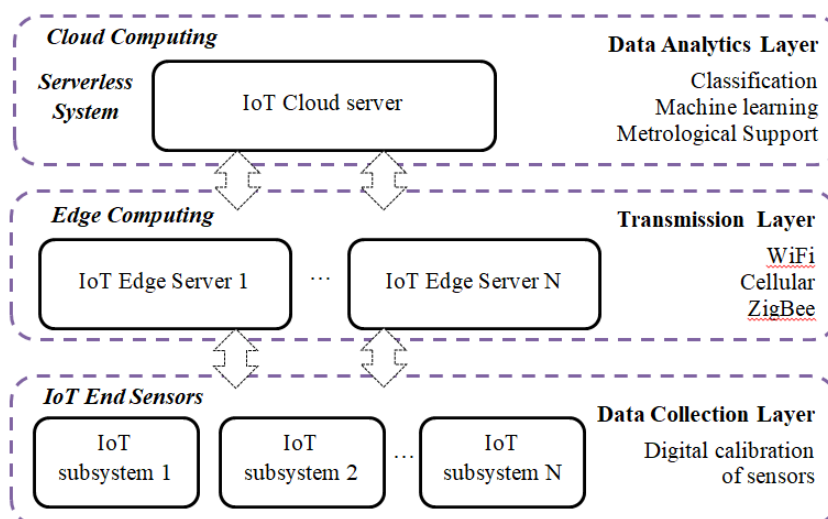 Cloud Computing
Data Analytics Layer
Serverless
System
IoT Cloud server
Classification
Machine learning
Metrological Support
Edge Computing
Transmission Layer
IoT Edge Server 1
...
IoT Edge Server N
WiFi
Cellular
ZigBee
IoT End Sensors
Data Collection Layer
IoT
subsystem 1
IoT
subsystem 2
...
IoT
subsystem N
Digital calibration
of sensors